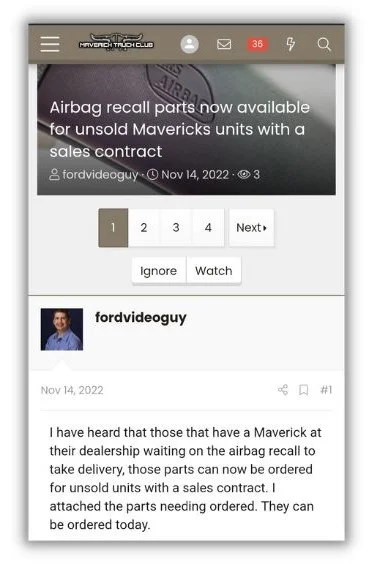 MAVERICK TRUCK CLUB
36
AIRBAG
Airbag recall parts now available
for unsold Mavericks units with a
sales contract
fordvideoguy · Nov 14, 2022 · 3
1 2 3 4 Next
Ignore Watch
fordvideoguy
Nov 14, 2022 #1
I have heard that those that have a Maverick at
their dealership waiting on the airbag recall to
take delivery, those parts can now be ordered
for unsold units with a sales contract. I
attached the parts needing ordered. They can
be ordered today.